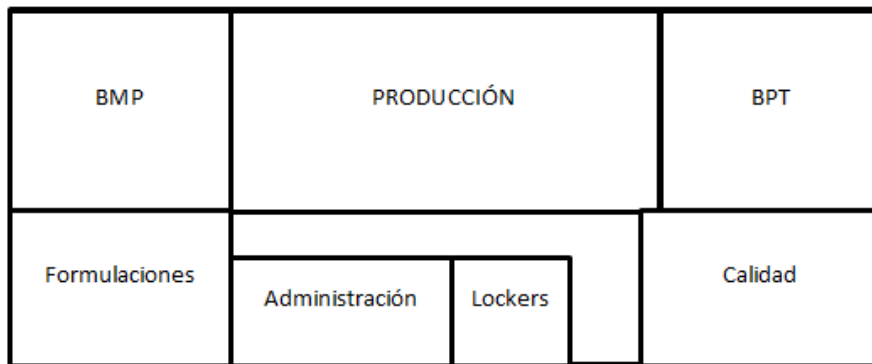 BMP
PRODUCCIÓN
BPT
Formulaciones
Administración
Lockers
Calidad